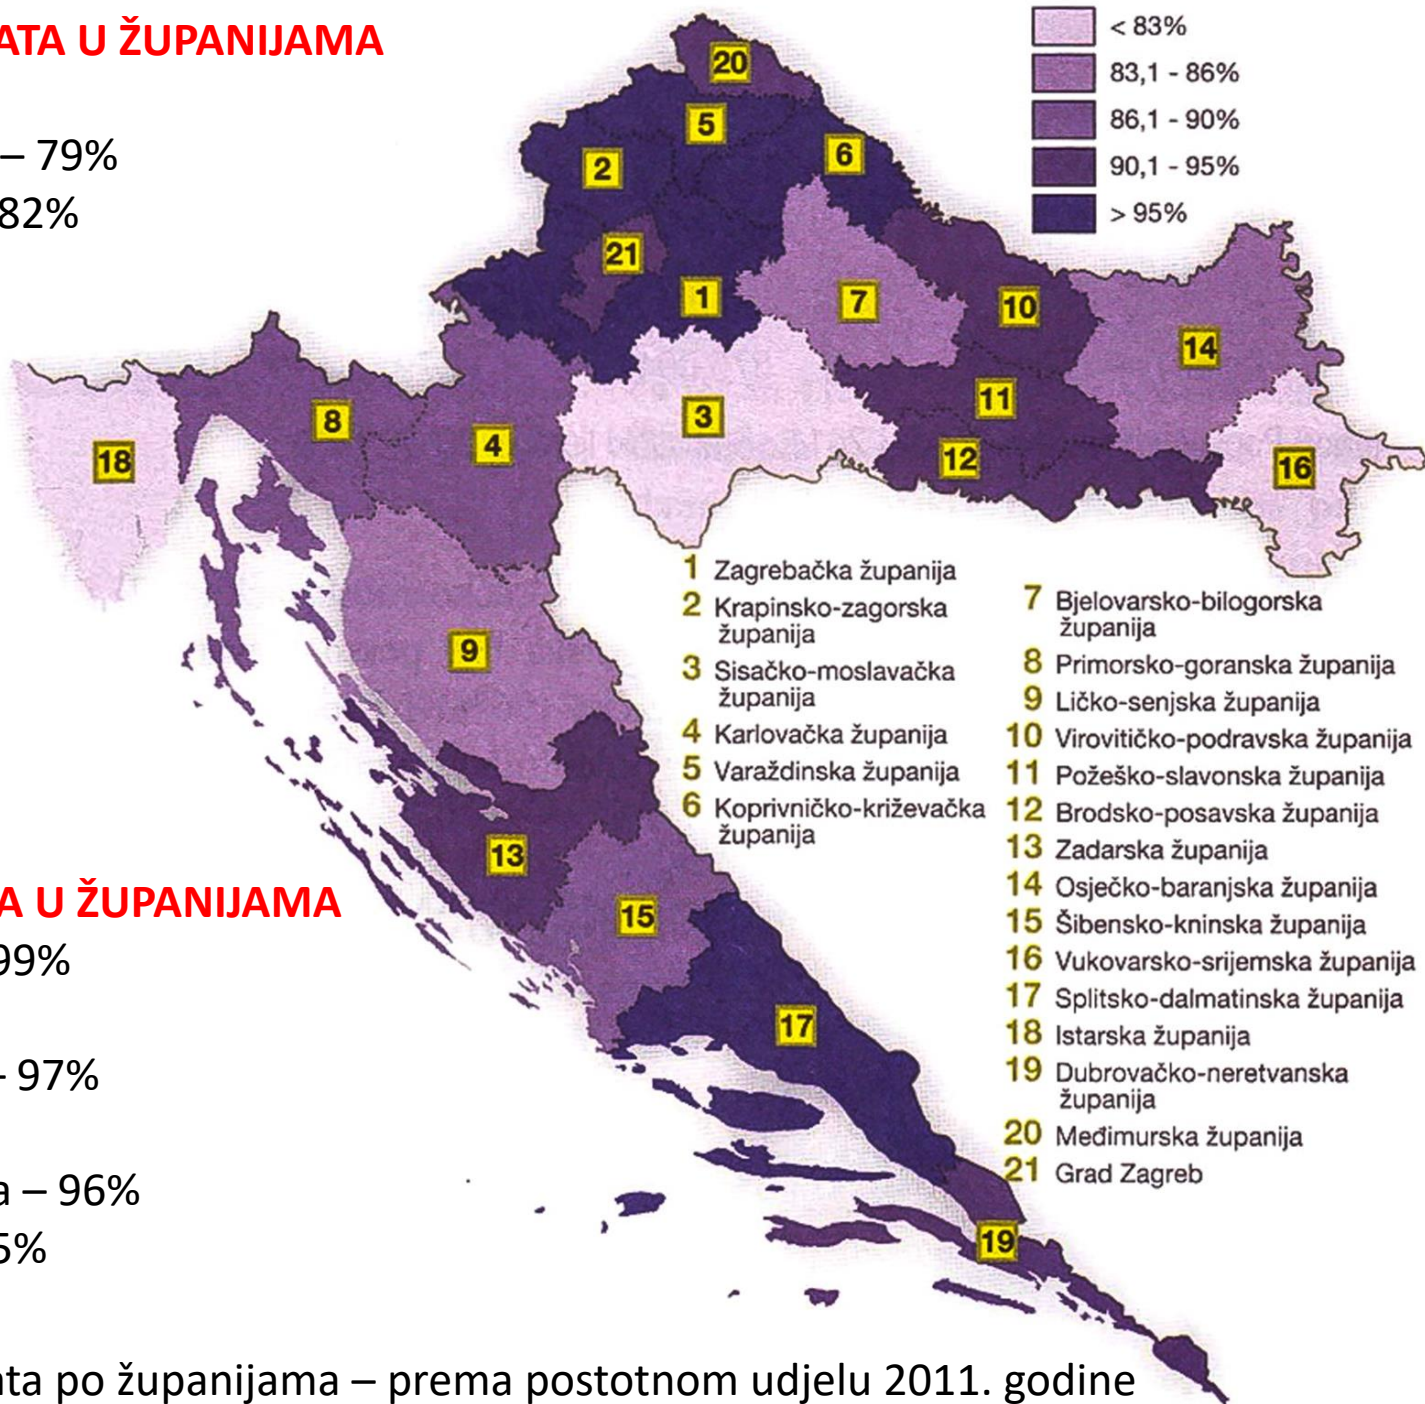 ATA U ŽUPANIJAMA
– 79%
82%
A U ŽUPANIJAMA
99%
– 97%
a – 96%
5%
< 83%
83,1 - 86%
86,1 - 90%
90,1 - 95%
> 95%
20
5
6
2
21
1
7
10
14
8
4
3
11
12
18
16
9
13
15
17
19
1 Zagrebačka županija
2 Krapinsko-zagorska
županija
3 Sisačko-moslavačka
županija
4 Karlovačka županija
5 Varaždinska županija
6 Koprivničko-križevačka
županija
7 Bjelovarsko-bilogorska
županija
8 Primorsko-goranska županija
9 Ličko-senjska županija
10 Virovitičko-podravska županija
11 Požeško-slavonska županija
12 Brodsko-posavska županija
13 Zadarska županija
14 Osječko-baranjska županija
15 Šibensko-kninska županija
16 Vukovarsko-srijemska županija
17 Splitsko-dalmatinska županija
18 Istarska županija
19 Dubrovačko-neretvanska
županija
20 Međimurska županija
21 Grad Zagreb
ata po županijama – prema postotnom udjelu 2011. godine